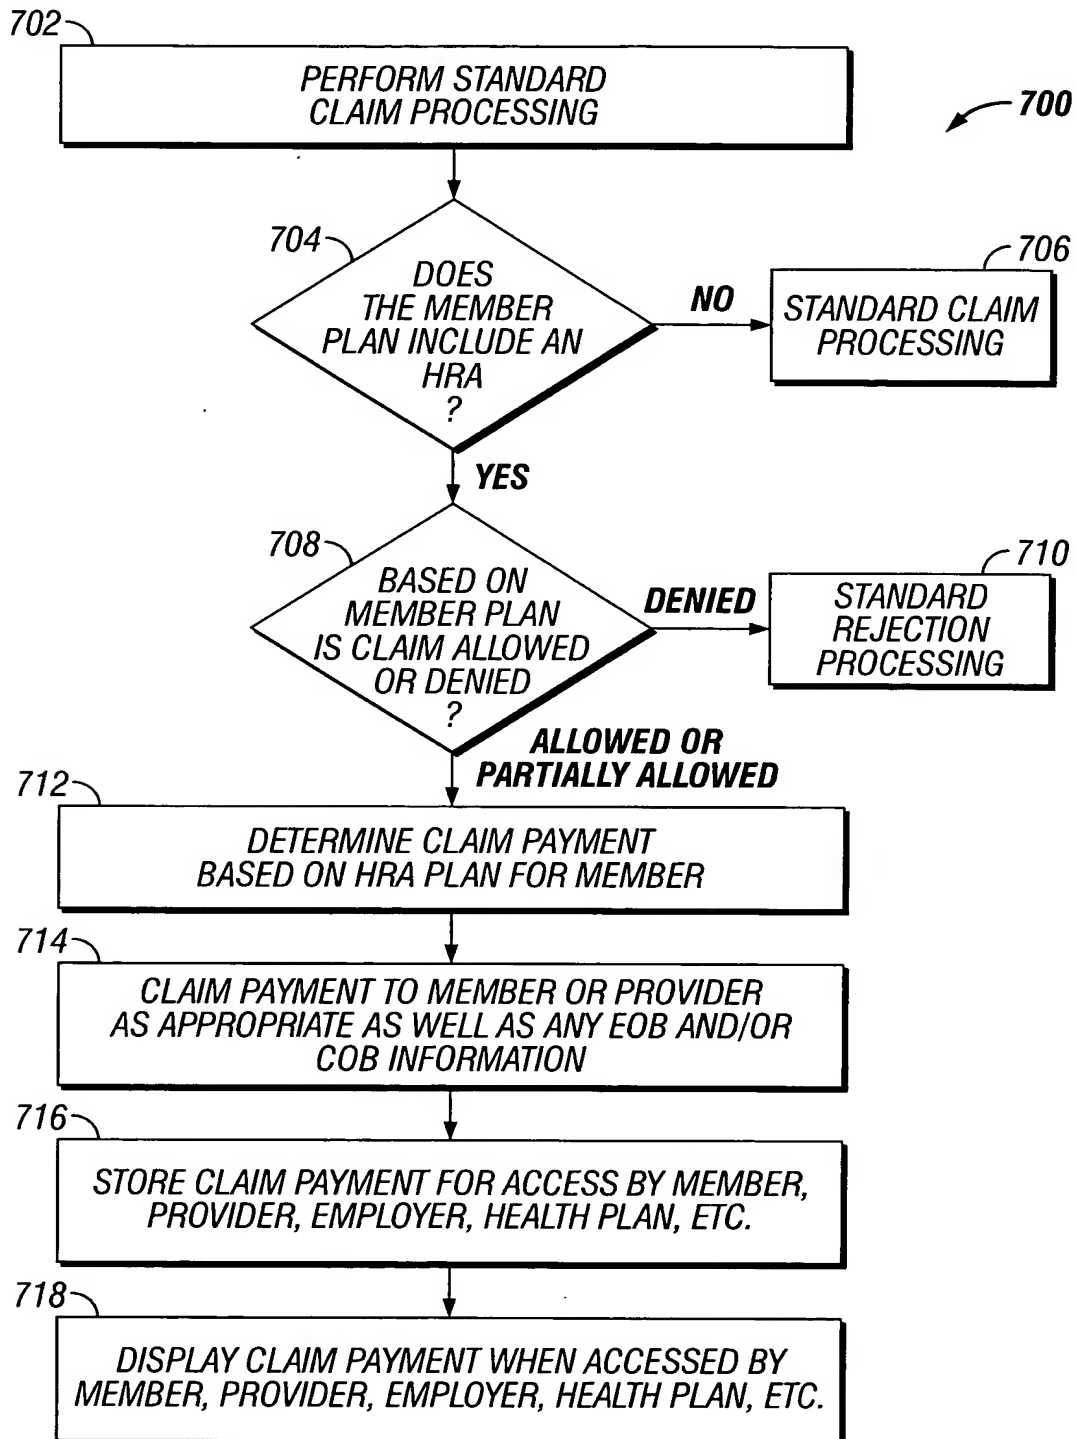 702
PERFORM STANDARD
CLAIM PROCESSING
700
704
DOES
THE MEMBER
PLAN INCLUDE AN
HRA
?
NO
706
STANDARD CLAIM
PROCESSING
YES
708
BASED ON
MEMBER PLAN
IS CLAIM ALLOWED
OR DENIED
?
DENIED
710
STANDARD
REJECTION
PROCESSING
ALLOWED OR
PARTIALLY ALLOWED
712
DETERMINE CLAIM PAYMENT
BASED ON HRA PLAN FOR MEMBER
714
CLAIM PAYMENT TO MEMBER OR PROVIDER
AS APPROPRIATE AS WELL AS ANY EOB AND/OR
COB INFORMATION
716
STORE CLAIM PAYMENT FOR ACCESS BY MEMBER,
PROVIDER, EMPLOYER, HEALTH PLAN, ETC.
718
DISPLAY CLAIM PAYMENT WHEN ACCESSED BY
MEMBER, PROVIDER, EMPLOYER, HEALTH PLAN, ETC.